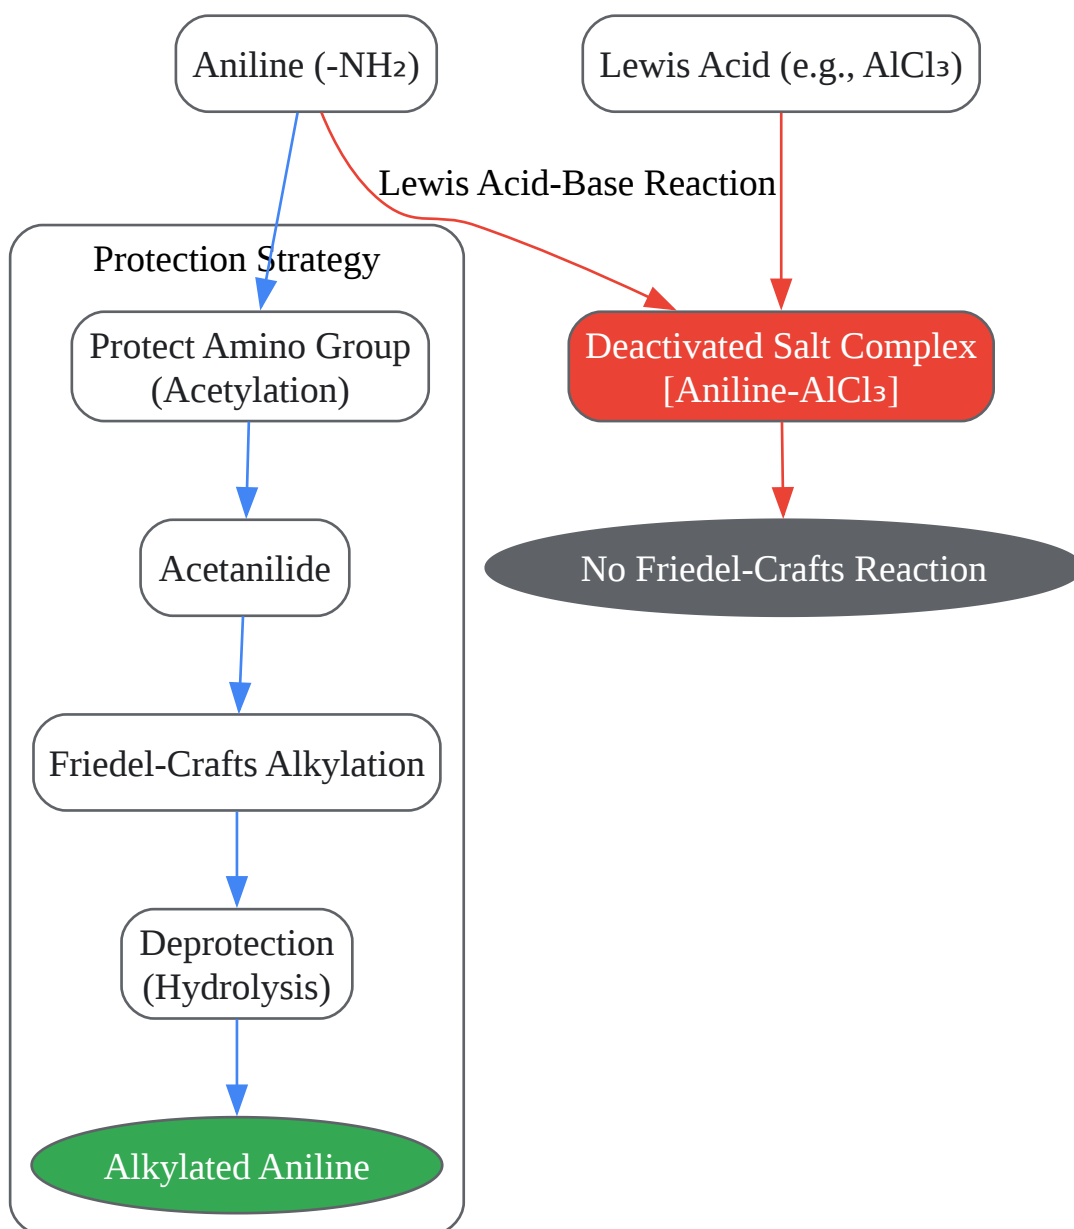 Aniline (-NH₂)
Lewis Acid (e.g., AlCl₃)
Lewis Acid-Base Reaction
Protection Strategy
Protect Amino Group
(Acetylation)
Deactivated Salt Complex
[Aniline-AlCl₃]
Acetanilide
No Friedel-Crafts Reaction
Friedel-Crafts Alkylation
Deprotection
(Hydrolysis)
Alkylated Aniline